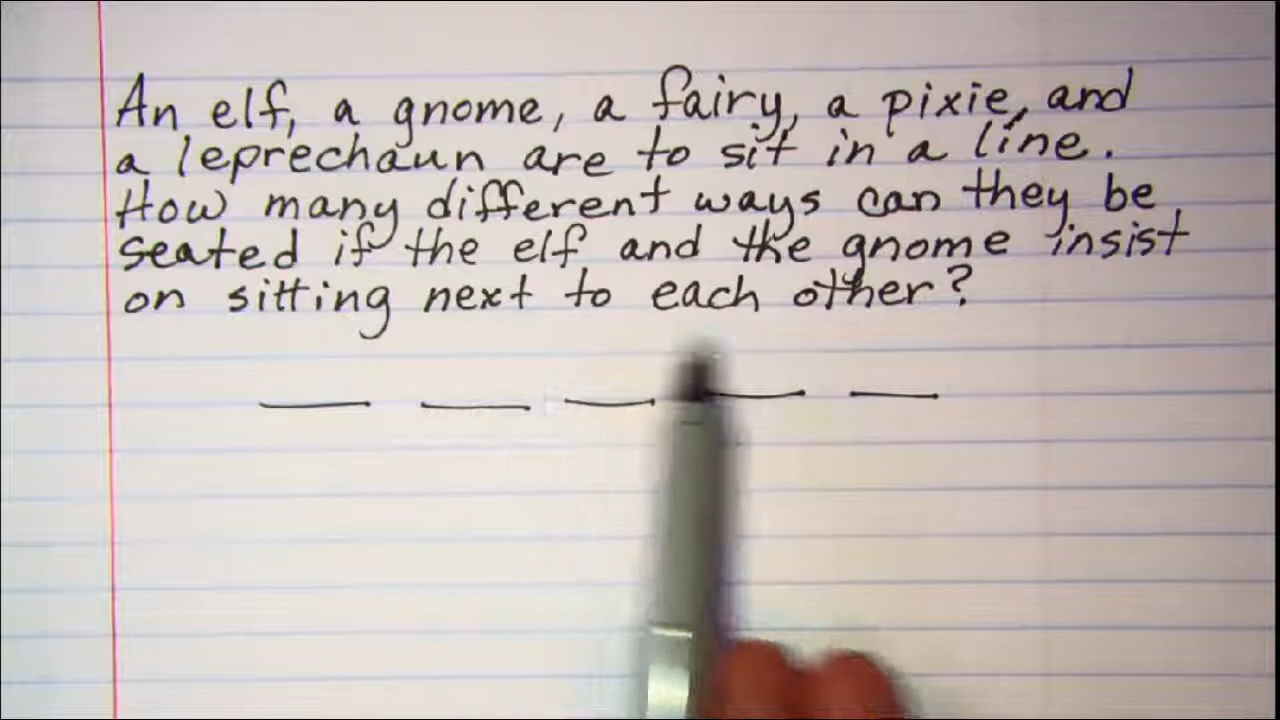 An elf, a gnome, a fairy, a pixie, and
a leprechaun are to sit in a line.
How many different ways can they be
seated if the elf and the gnome insist
on sitting next to each other?